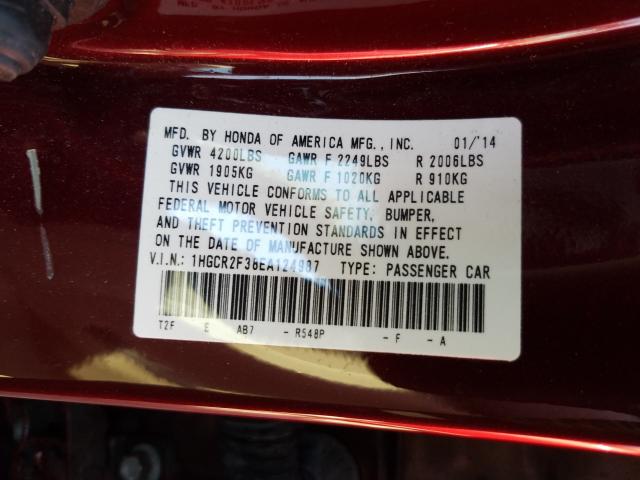 MFD. BY HONDA OF AMERICA MFG., INC. 01/'14
GVWR 4200LBS GAWR F 2249LBS R 2006LBS
GVWR 1905KG GAWR F 1020KG R 910KG
THIS VEHICLE CONFORMS TO ALL APPLICABLE
FEDERAL MOTOR VEHICLE SAFETY, BUMPER,
AND THEFT PREVENTION STANDARDS IN EFFECT
ON THE DATE OF MANUFACTURE SHOWN ABOVE.
V.I.N.: TYPE: PASSENGER CAR
T2F E AB7 - R548P - F - A